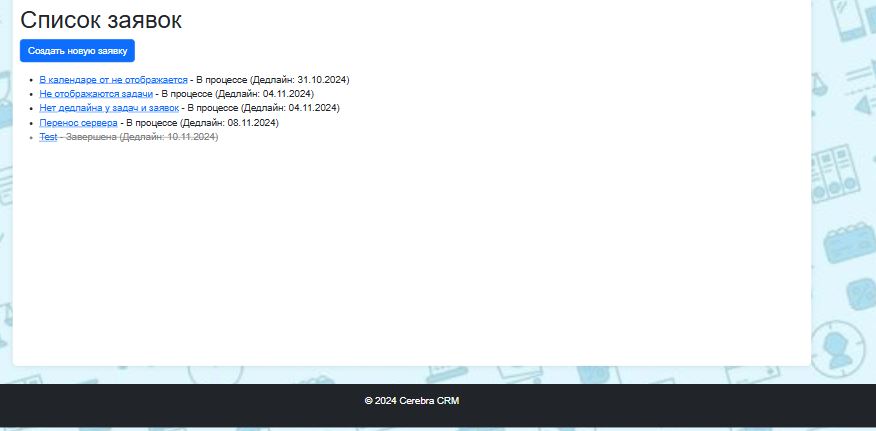 Список заявок
Создать новую заявку
В календаре от не отображается - В процессе (Дедлайн: 31.10.2024)
Не отображаются задачи - В процессе (Дедлайн: 04.11.2024)
Нет дедлайна у задач и заявок - В процессе (Дедлайн: 04.11.2024)
Перенос сервера - В процессе (Дедлайн: 08.11.2024)
Test - Завершена (Дедлайн: 10.11.2024)
© 2024 Cerebra CRM